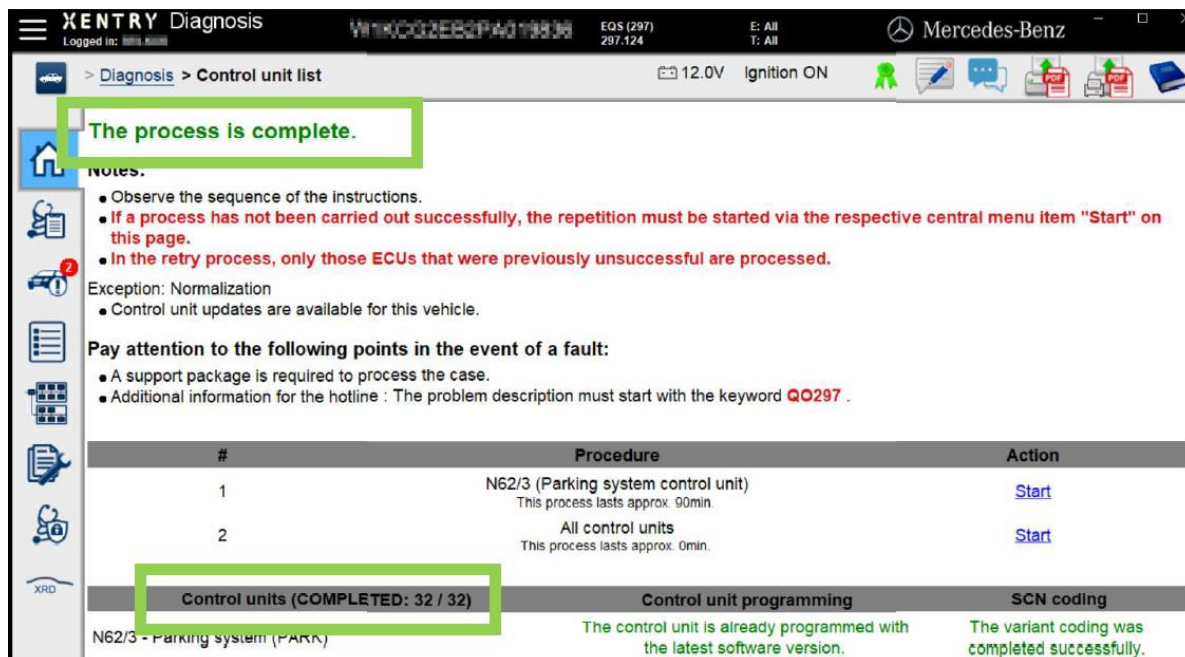 XENTRY Diagnosis
Logged in:
EQS (297)
297.124
E: All
T: All
Mercedes-Benz
> Diagnosis > Control unit list
12.0V
Ignition ON
PDF
PDF
The process is complete.
Notes:
• Observe the sequence of the instructions.
• If a process has not been carried out successfully, the repetition must be started via the respective central menu item "Start" on
this page.
• In the retry process, only those ECUs that were previously unsuccessful are processed.
2
Exception: Normalization
• Control unit updates are available for this vehicle.
Pay attention to the following points in the event of a fault:
• A support package is required to process the case.
• Additional information for the hotline : The problem description must start with the keyword QO297 .
# Procedure Action
1 N62/3 (Parking system control unit) Start
This process lasts approx. 90min.
2 All control units Start
This process lasts approx. 0min.
XRD
Control units (COMPLETED: 32 / 32) Control unit programming SCN coding
N62/3 - Parking system (PARK)
The control unit is already programmed with
the latest software version.
The variant coding was
completed successfully.